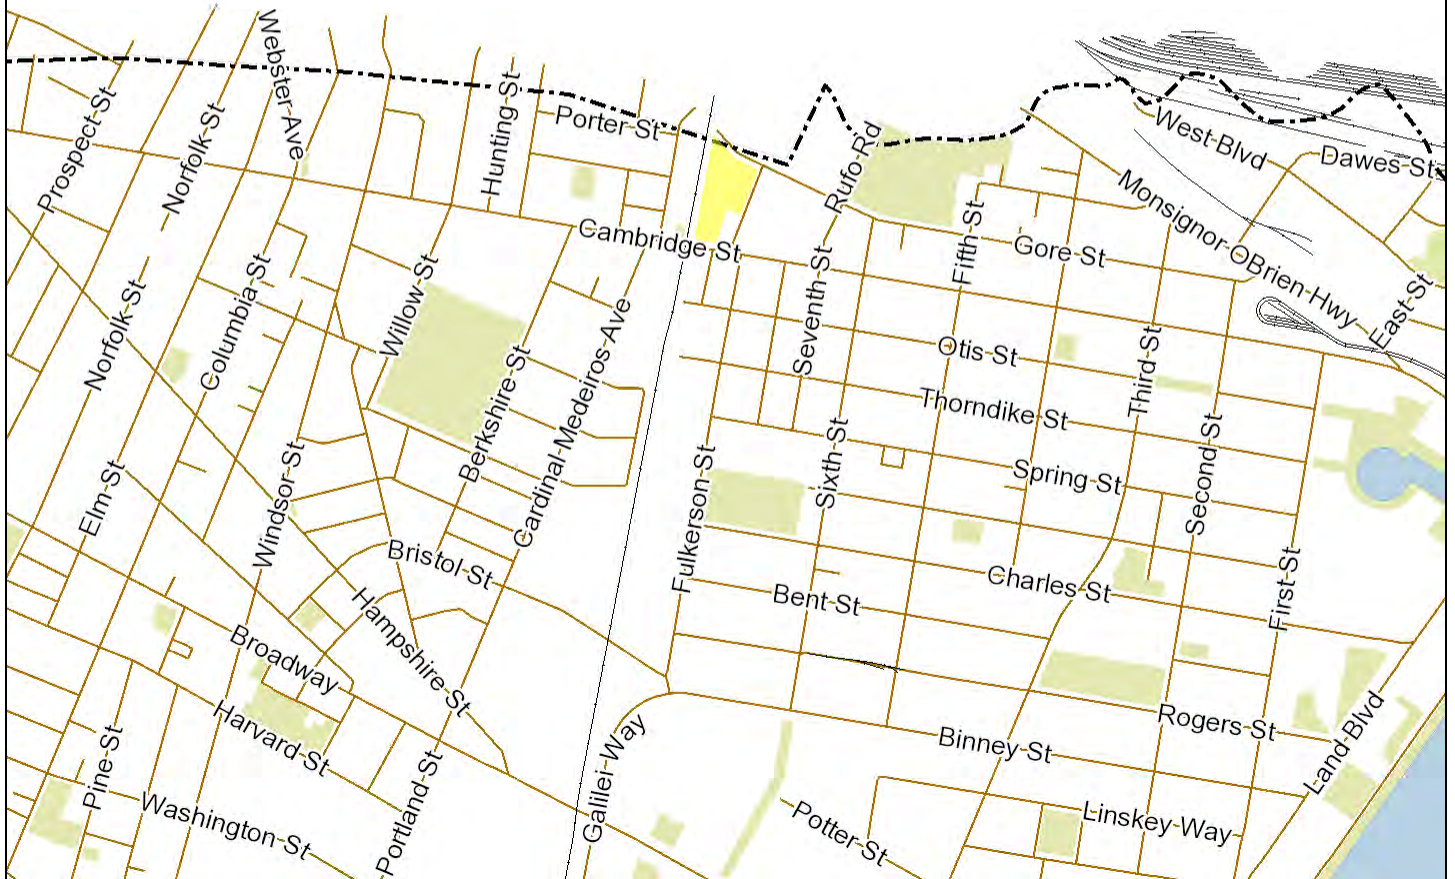 Webster Ave
Prospect St
Norfolk St
Hunting St
Porter St
Rufo Rd
West Blvd
Dawes St
Monsignor OBrien Hwy
Cambridge St
Fifth St
Gore St
East St
Norfolk St
Columbia St
Willow St
Seventh St
Otis St
Third St
Berkshire St
Cardinal Medeiros Ave
Thorndike St
Second St
Spring St
Sixth St
Fulkerson St
Elm St
Windsor St
Bristol St
Charles St
First St
Bent St
Hampshire St
Broadway
Harvard St
Rogers St
Land Blvd
Binney St
Galilei Way
Pine St
Portland St
Washington St
Potter St
Linskey Way